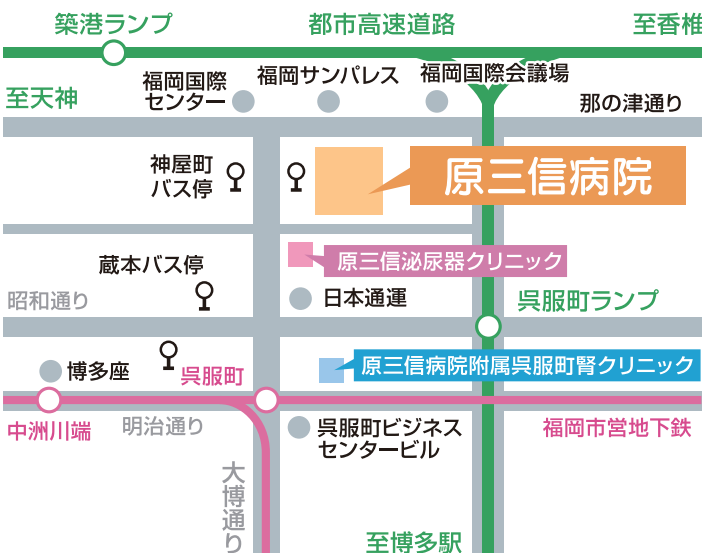 築港ランプ
都市高速道路
至香椎
至天神
福岡国際
センター
福岡サンパレス
福岡国際会議場
那の津通り
神屋町
バス停
原三信病院
蔵本バス停
原三信泌尿器クリニック
昭和通り
日本通運
呉服町ランプ
博多座
呉服町
原三信病院附属呉服町腎クリニック
中洲川端
明治通り
呉服町ビジネス
センタービル
福岡市営地下鉄
大博通り
至博多駅